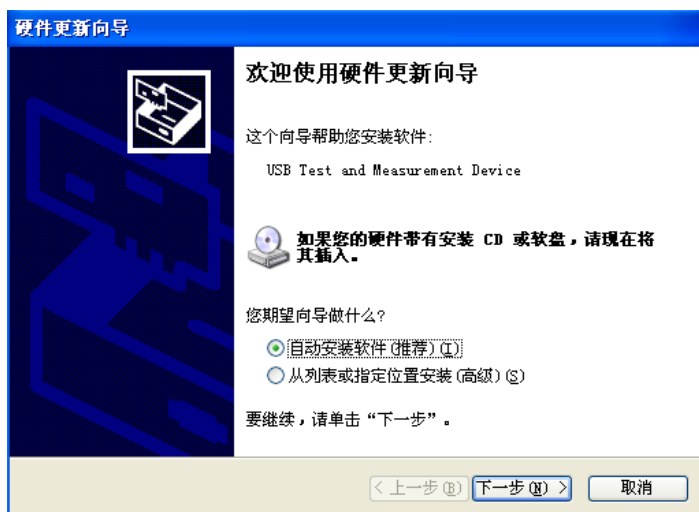 硬件更新向导
欢迎使用硬件更新向导
这个向导帮助您安装软件:
USB Test and Measurement Device
如果您的硬件带有安装 CD 或软盘，请现在将
其插入。
您期望向导做什么?
自动安装软件(推荐)(I)
从列表或指定位置安装(高级)(S)
要继续，请单击“下一步”。
< 上一步(B) 下一步(N) > 取消